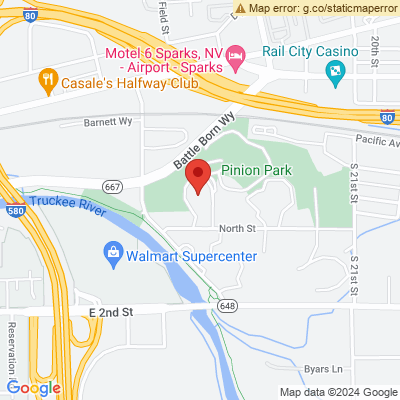 Map error: g.co/staticmaperror
Field St
80
Motel 6 Sparks, NV
- Airport - Sparks
Rail City Casino
20th St
Casale's Halfway Club
Barnett Wy
Battle Born Wy
80
Pacific Ave
Pinion Park
S 21st St
667
580
Truckee River
North St
Walmart Supercenter
S 21st St
648
E 2nd St
Reservation
Byars Ln
Google
Map data ©2024 Google